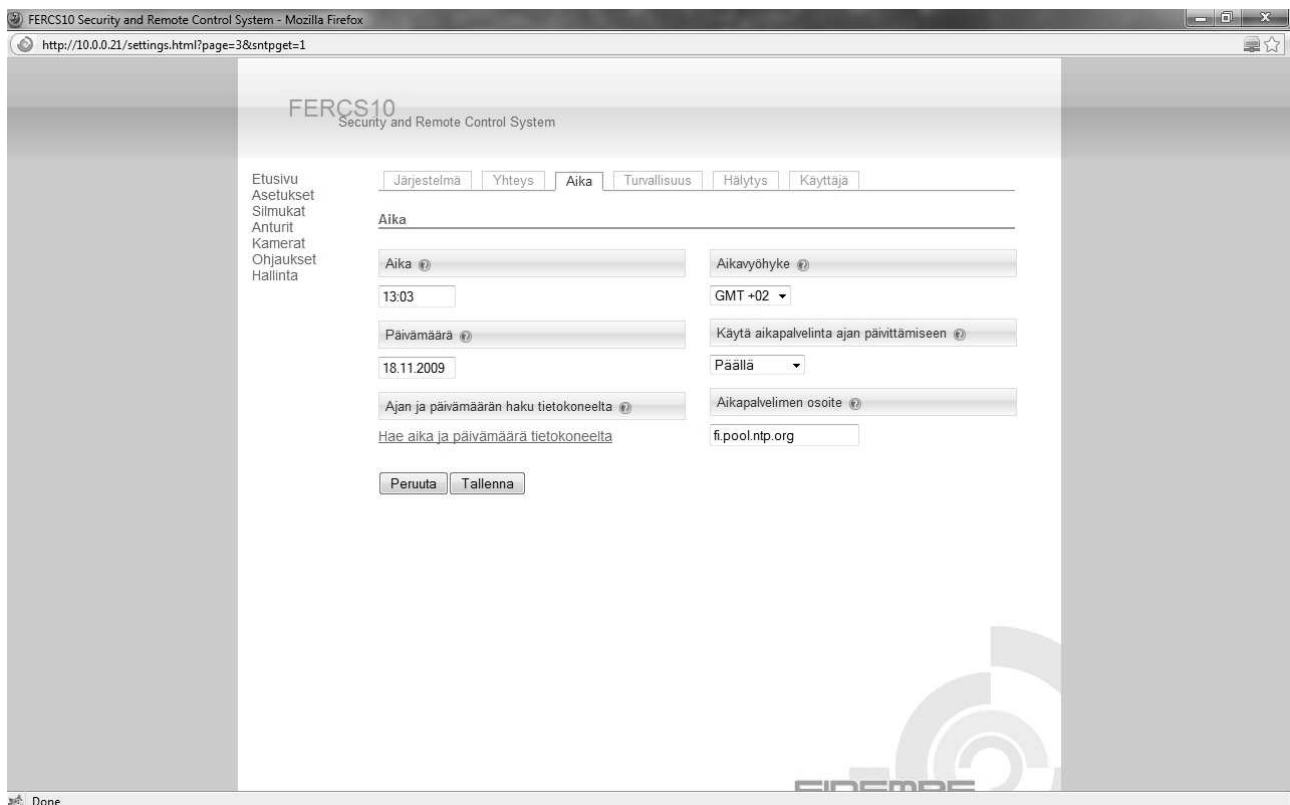 FERCS10 Security and Remote Control System - Mozilla Firefox
http://10.0.0.21/settings.html?page=3&sntpget=1
FERCS10
Security and Remote Control System
Etusivu
Asetukset
Silmukat
Anturit
Kamerat
Ohjaukset
Hallinta
Järjestelmä Yhteys Aika Turvallisuus Hälytys Käyttäjä
Aika
Aika
13:03
Päivämäärä
18.11.2009
Ajan ja päivämäärän haku tietokoneelta
Hae aika ja päivämäärä tietokoneelta
Peruuta Tallenna
Aikavyöhyke
GMT +02
Käytä aikapalvelinta ajan päivittämiseen
Päällä
Aikapalvelimen osoite
fi.pool.ntp.org
Done